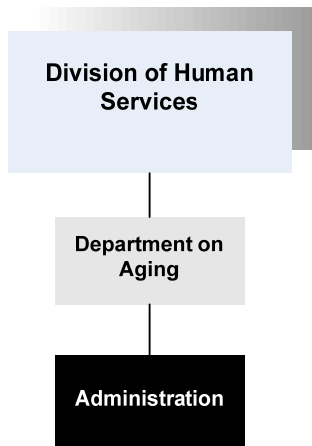 Division of Human
Services
Department on
Aging
Administration